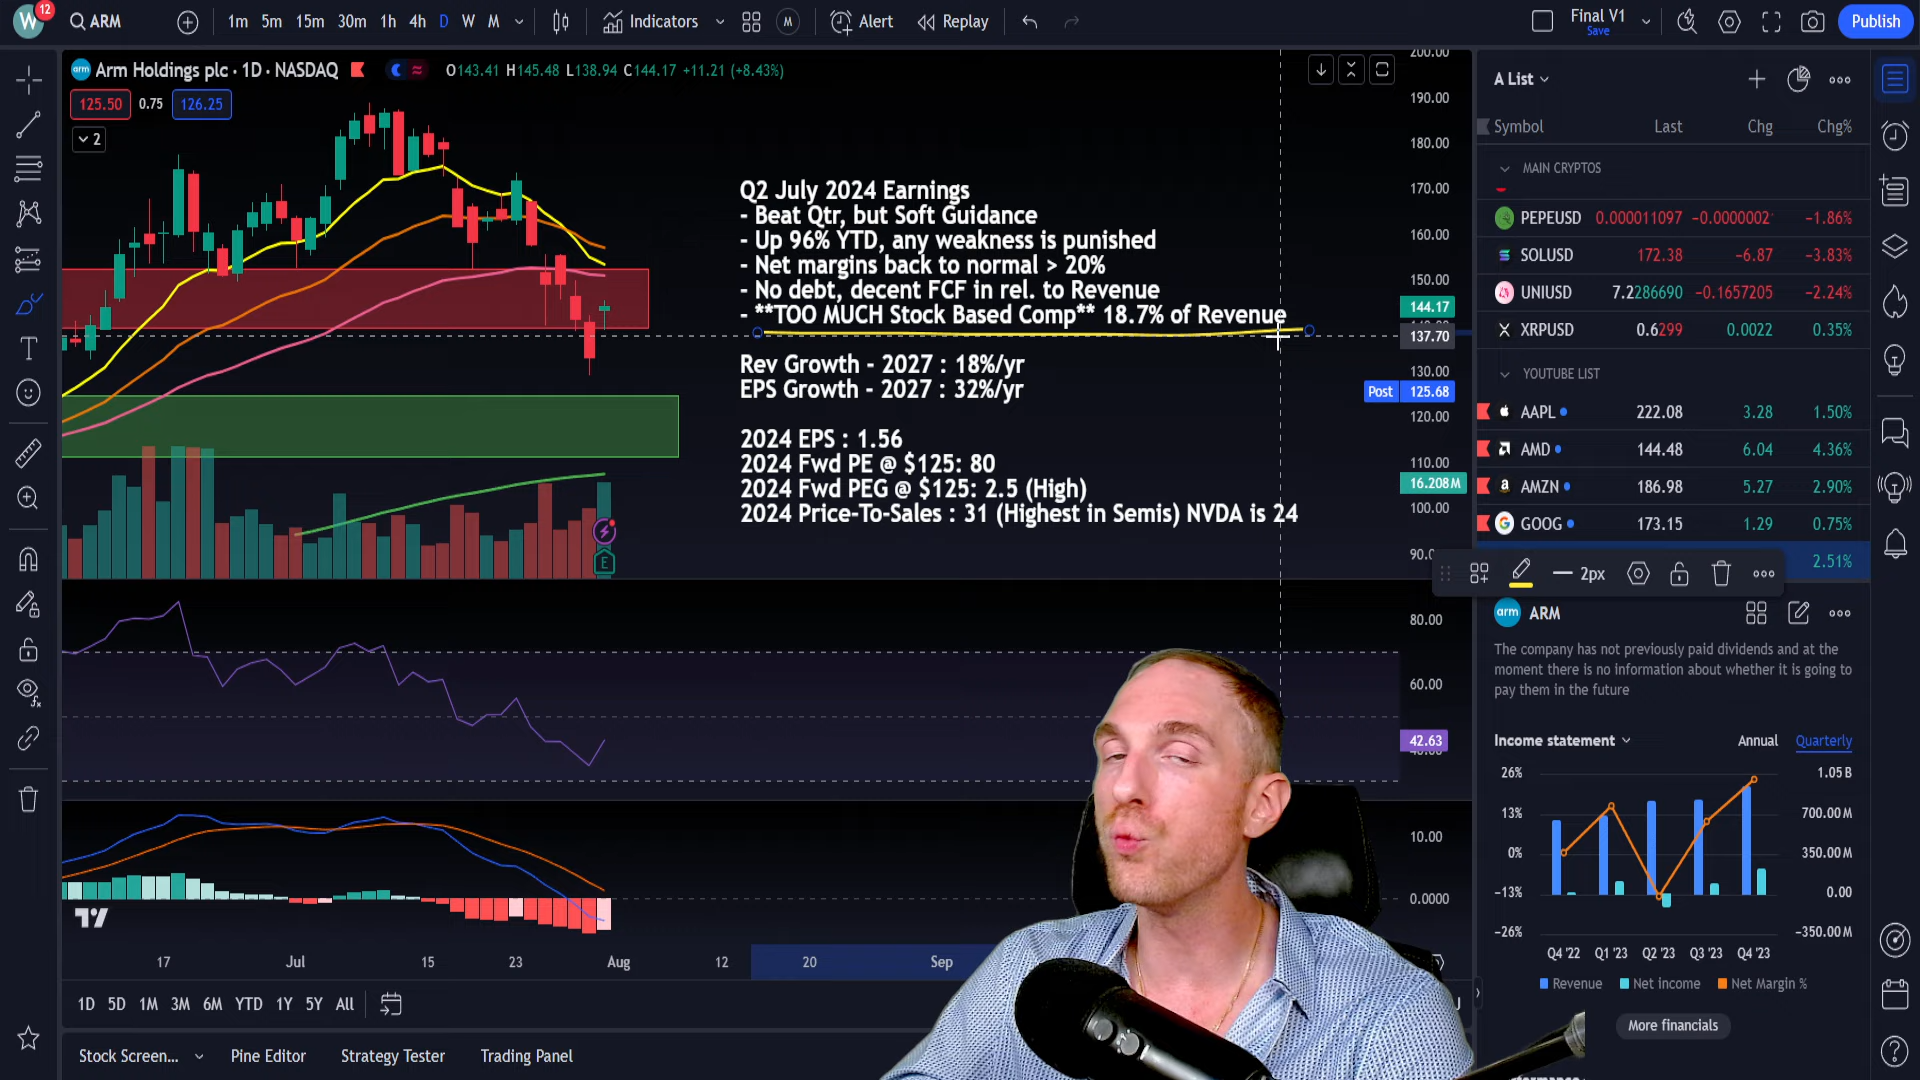 W 12 ARM 1m 5m 15m 30m 1h 4h D W M Indicators M Alert Replay Final V1 Save Publish
arm Arm Holdings plc · 1D · NASDAQ O143.41 H145.48 L138.94 C144.17 +11.21 (+8.43%)
125.50 0.75 126.25
2
Q2 July 2024 Earnings
- Beat Qtr, but Soft Guidance
- Up 96% YTD, any weakness is punished
- Net margins back to normal > 20%
- No debt, decent FCF in rel. to Revenue
- **TOO MUCH Stock Based Comp** 18.7% of Revenue
Rev Growth - 2027 : 18%/yr
EPS Growth - 2027 : 32%/yr
2024 EPS : 1.56
2024 Fwd PE @ $125: 80
2024 Fwd PEG @ $125: 2.5 (High)
2024 Price-To-Sales : 31 (Highest in Semis) NVDA is 24
200.00
190.00
180.00
170.00
160.00
150.00
144.17
137.70
130.00
Post 125.68
120.00
110.00
16.208M
100.00
90.
80.00
60.00
42.63
10.00
0.0000
E
17 Jul 15 23 Aug 12 20 Sep
1D 5D 1M 3M 6M YTD 1Y 5Y All
Stock Screen... Pine Editor Strategy Tester Trading Panel
A List
Symbol Last Chg Chg%
MAIN CRYPTOS
PEPEUSD 0.000011097 −0.0000002 −1.86%
SOLUSD 172.38 −6.87 −3.83%
UNIUSD 7.2286690 −0.1657205 −2.24%
XRPUSD 0.6299 0.0022 0.35%
YOUTUBE LIST
AAPL 222.08 3.28 1.50%
AMD 144.48 6.04 4.36%
AMZN 186.98 5.27 2.90%
GOOG 173.15 1.29 0.75%
2.51%
2px
arm ARM
The company has not previously paid dividends and at the
moment there is no information about whether it is going to
pay them in the future
Income statement Annual Quarterly
26% 1.05 B
13% 700.00 M
0% 350.00 M
−13% 0.00
−26% −350.00 M
Q4 '22 Q1 '23 Q2 '23 Q3 '23 Q4 '23
Revenue Net income Net Margin %
More financials